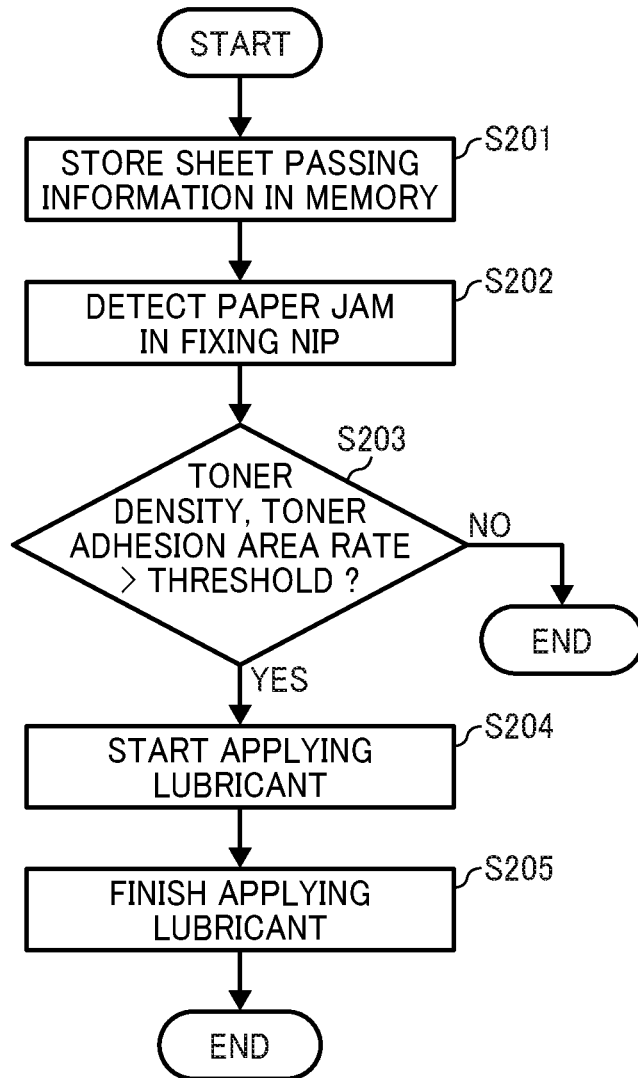 START
S201
STORE SHEET PASSING
INFORMATION IN MEMORY
S202
DETECT PAPER JAM
IN FIXING NIP
S203
TONER
DENSITY, TONER
ADHESION AREA RATE
> THRESHOLD ?
NO
END
YES
S204
START APPLYING
LUBRICANT
S205
FINISH APPLYING
LUBRICANT
END